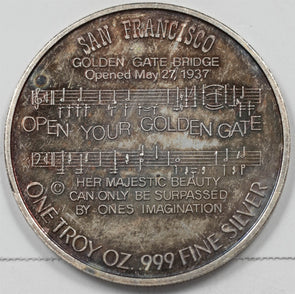 SAN FRANCISCO
GOLDEN GATE BRIDGE
Opened May 27, 1937
OPEN YOUR GOLDEN GATE
©
HER MAJESTIC BEAUTY
CAN ONLY BE SURPASSED
BY ONES IMAGINATION
ONE TROY OZ. .999 FINE SILVER